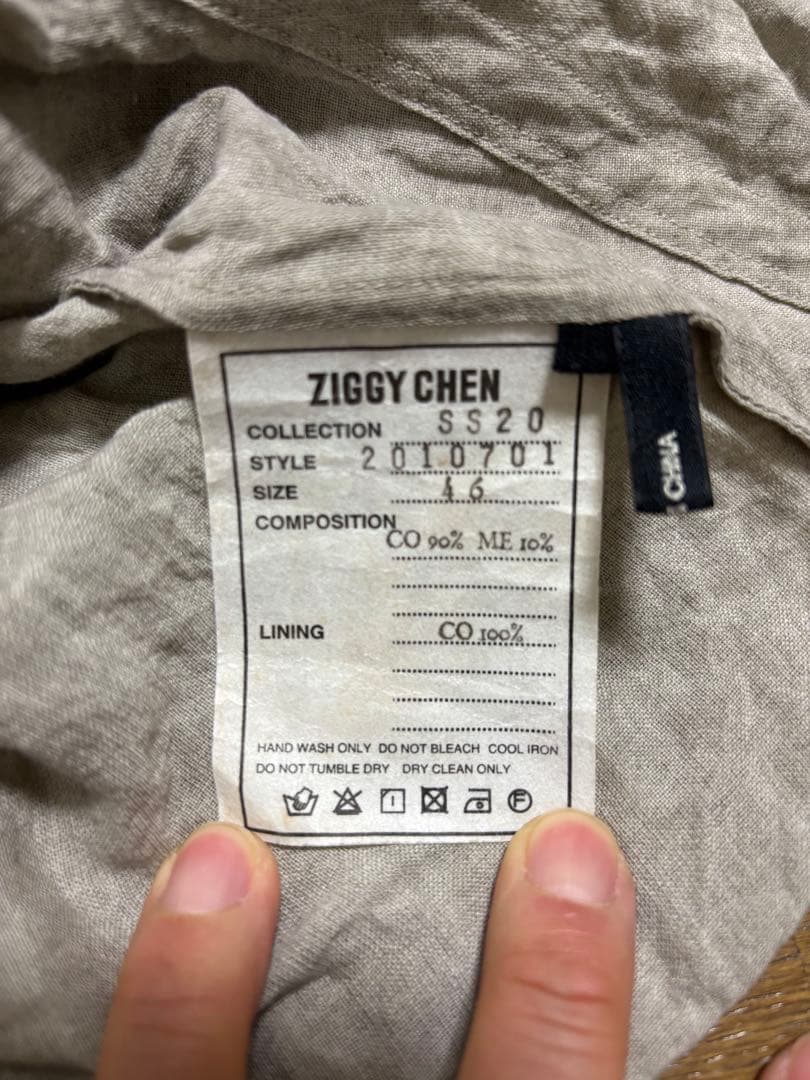 ZIGGY CHEN
COLLECTION SS20
STYLE 2010701
SIZE 46
COMPOSITION
CO 90% ME 10%
LINING CO 100%
HAND WASH ONLY DO NOT BLEACH COOL IRON
DO NOT TUMBLE DRY DRY CLEAN ONLY
F
CHINA